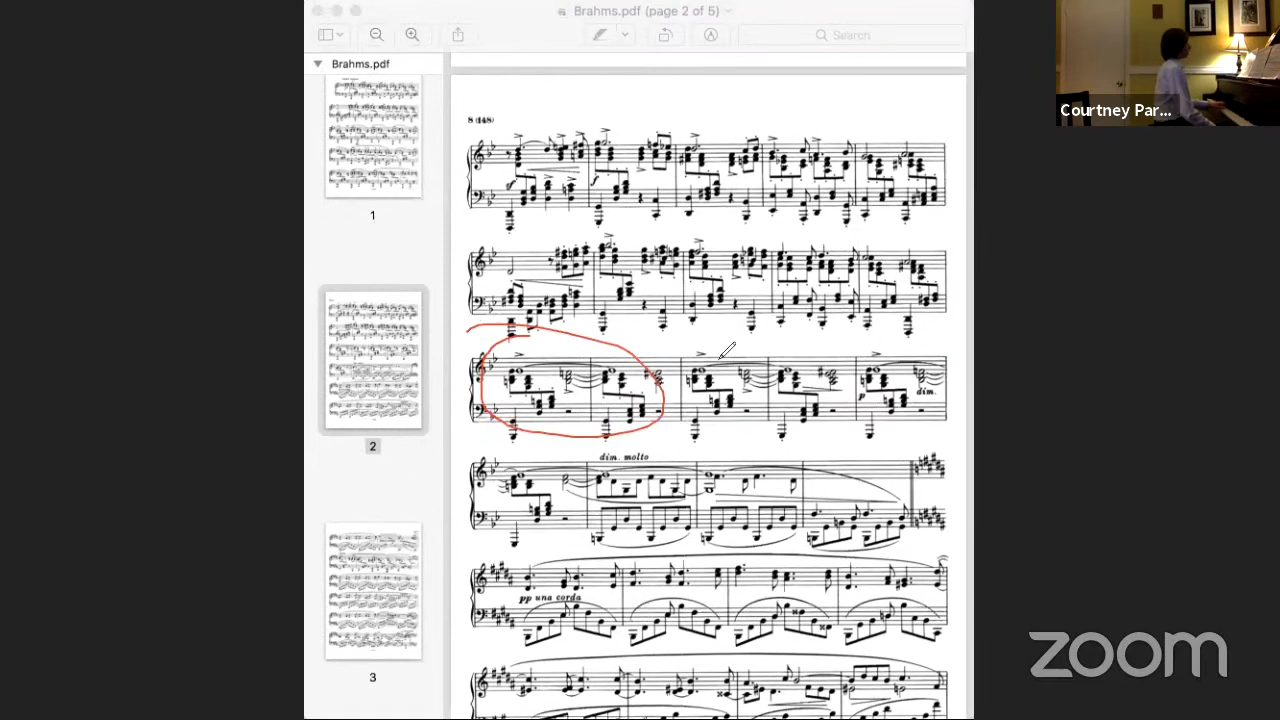 Brahms.pdf (page 2 of 5)
Search
Brahms.pdf
1
2
3
8 (148)
sf
f
p
dim.
dim. molto
pp una corda
Courtney Par...
zoom